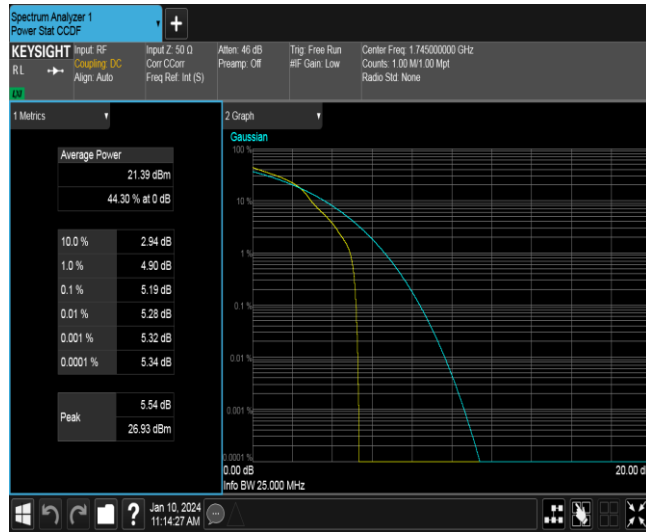 Spectrum Analyzer 1
Power Stat CCDF
+
KEYSIGHT
RL
LXI
Input: RF
Coupling: DC
Align: Auto
Input Z: 50 Ω
Corr CCorr
Freq Ref: Int (S)
Atten: 46 dB
Preamp: Off
Trig: Free Run
#IF Gain: Low
Center Freq: 1.745000000 GHz
Counts: 1.00 M/1.00 Mpt
Radio Std: None
1 Metrics
Average Power
21.39 dBm
44.30 % at 0 dB
10.0 % 2.94 dB
1.0 % 4.90 dB
0.1 % 5.19 dB
0.01 % 5.28 dB
0.001 % 5.32 dB
0.0001 % 5.34 dB
Peak
5.54 dB
26.93 dBm
2 Graph
Gaussian
100 %
10 %
1 %
0.1 %
0.01 %
0.001 %
0.0001 %
0.00 dB
20.00 d
Info BW 25.000 MHz
?
Jan 10, 2024
11:14:27 AM